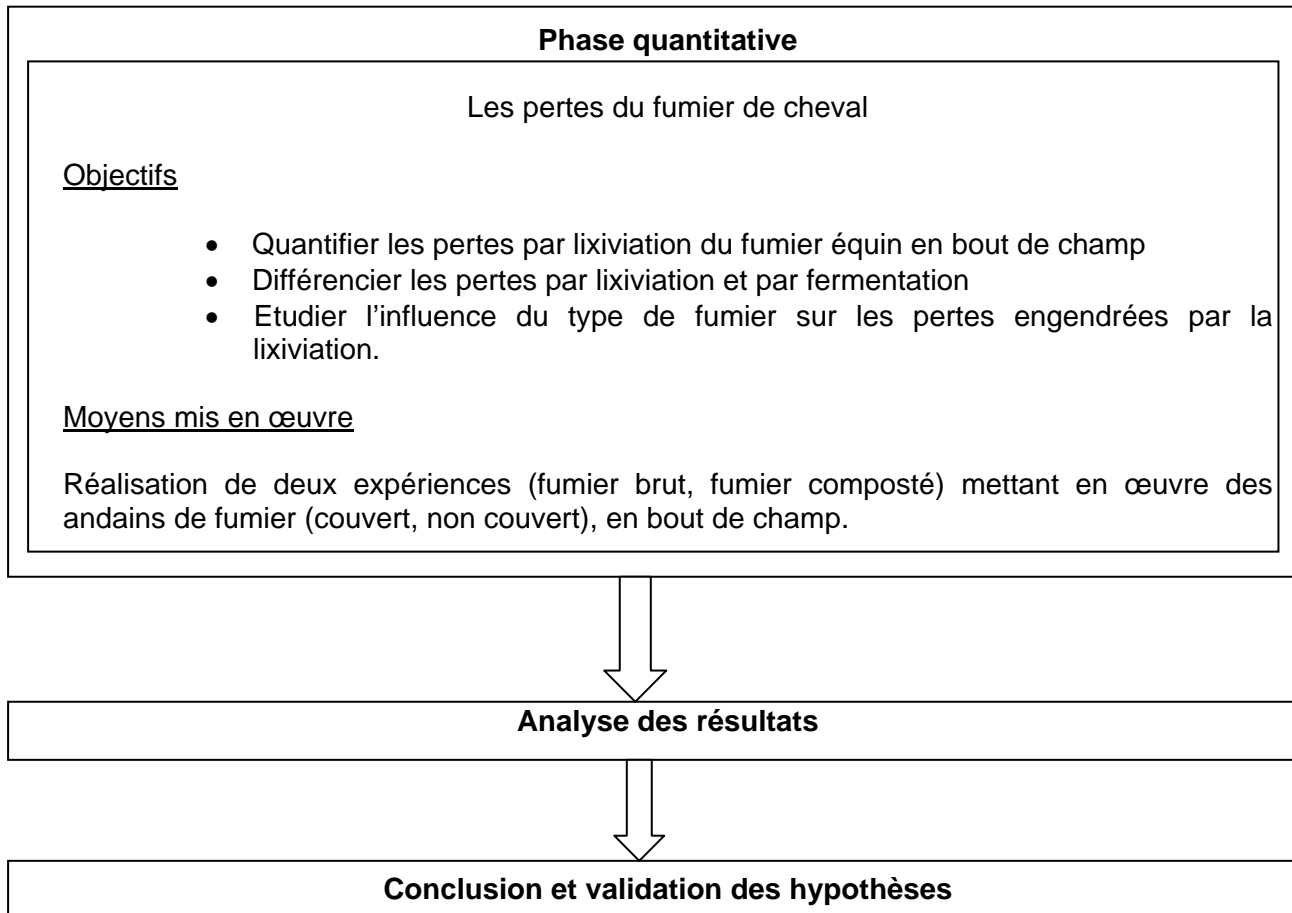 Phase quantitative
Les pertes du fumier de cheval
Objectifs
• Quantifier les pertes par lixiviation du fumier équin en bout de champ
• Différencier les pertes par lixiviation et par fermentation
• Etudier l’influence du type de fumier sur les pertes engendrées par la
lixiviation.
Moyens mis en œuvre
Réalisation de deux expériences (fumier brut, fumier composté) mettant en œuvre des
andains de fumier (couvert, non couvert), en bout de champ.
Analyse des résultats
Conclusion et validation des hypothèses